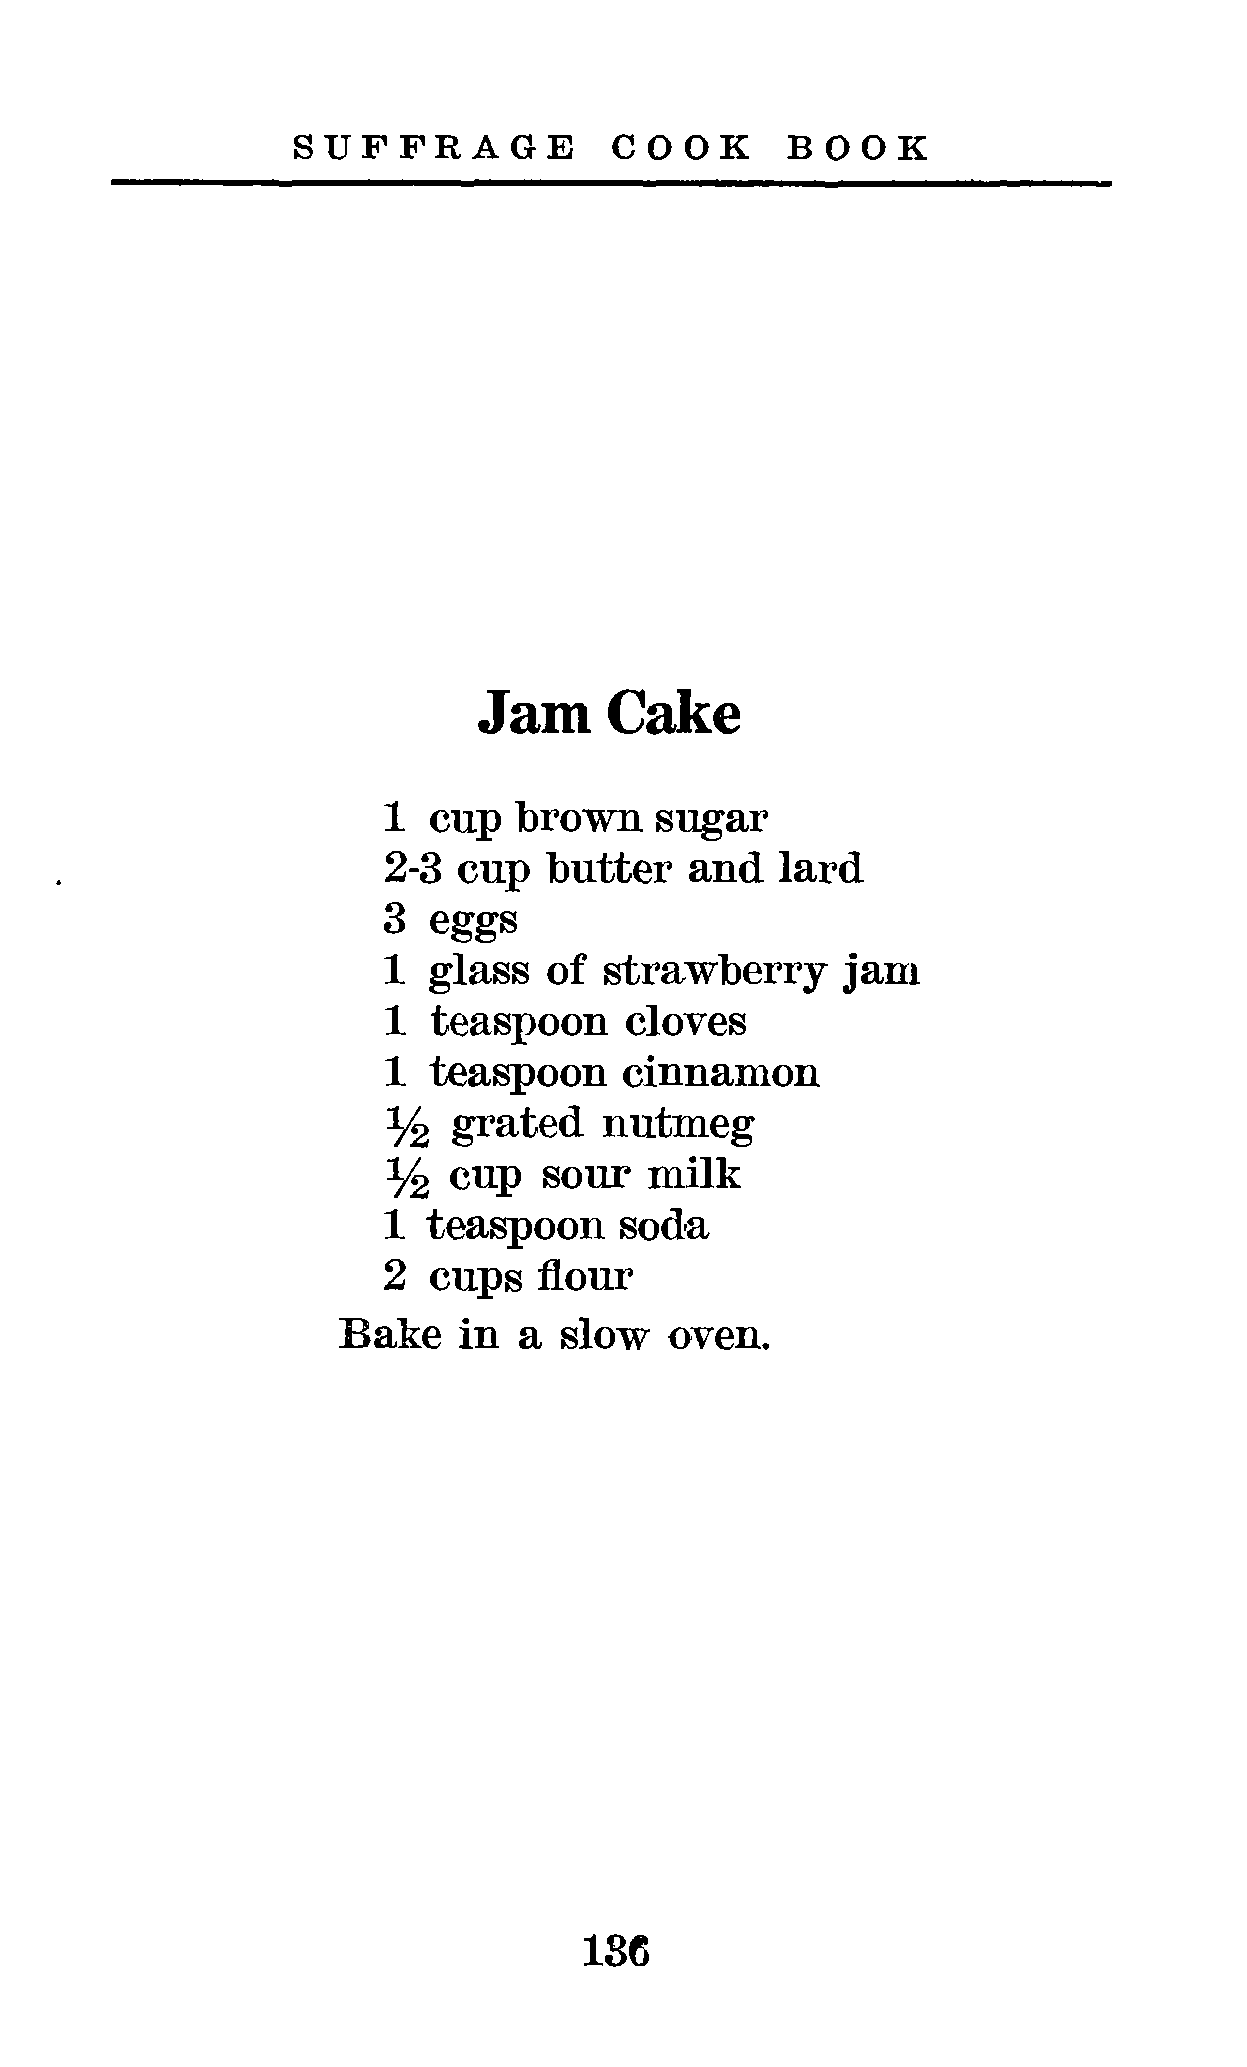 SUFFRAGE COOK BOOK
Jam Cake
1 cup brown sugar
2-3 cup butter and lard
3 eggs
1 glass of strawberry jam
1 teaspoon cloves
1 teaspoon cinnamon
½ grated nutmeg
½ cup sour milk
1 teaspoon soda
2 cups flour
Bake in a slow oven.
136